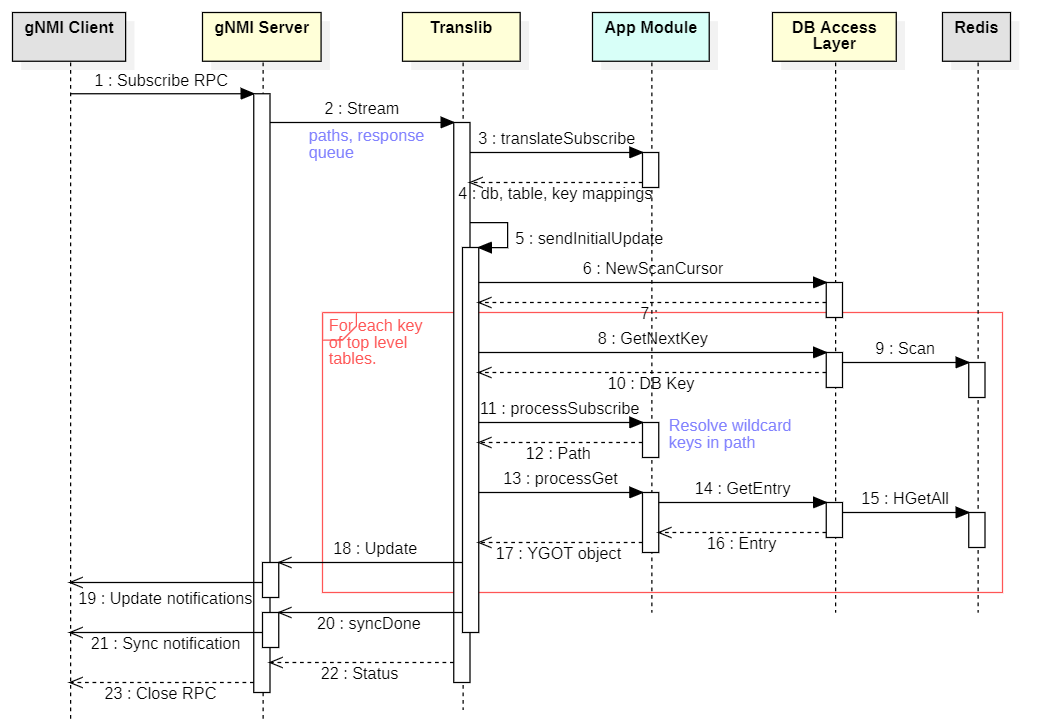 gNMI Client
gNMI Server
Translib
App Module
DB Access
Layer
Redis
1 : Subscribe RPC
2 : Stream
paths, response
queue
3 : translateSubscribe
4 : db, table, key mappings
5 : sendInitialUpdate
6 : NewScanCursor
7 :
For each key
of top level
tables.
8 : GetNextKey
9 : Scan
10 : DB Key
11 : processSubscribe
Resolve wildcard
keys in path
12 : Path
13 : processGet
14 : GetEntry
15 : HGetAll
16 : Entry
17 : YGOT object
18 : Update
19 : Update notifications
20 : syncDone
21 : Sync notification
22 : Status
23 : Close RPC